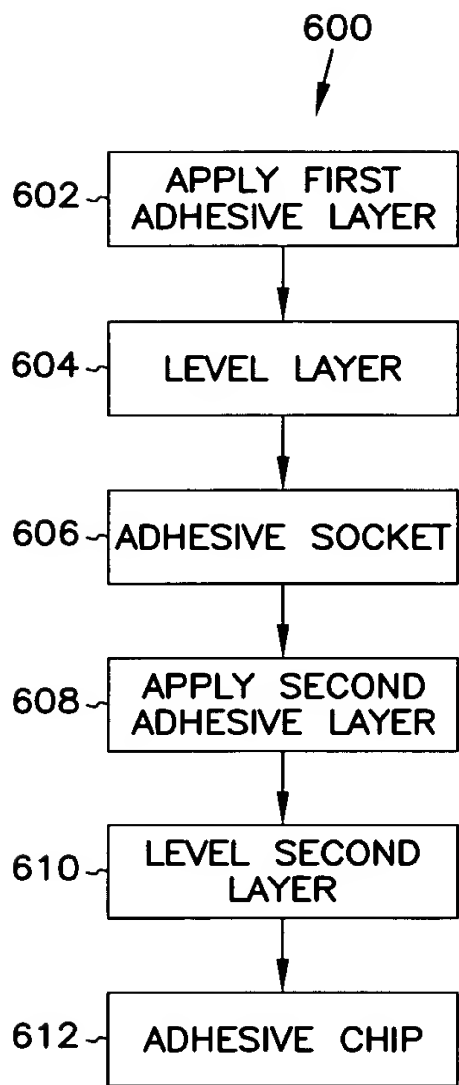 600
602
APPLY FIRST
ADHESIVE LAYER
604
LEVEL LAYER
606
ADHESIVE SOCKET
608
APPLY SECOND
ADHESIVE LAYER
610
LEVEL SECOND
LAYER
612
ADHESIVE CHIP